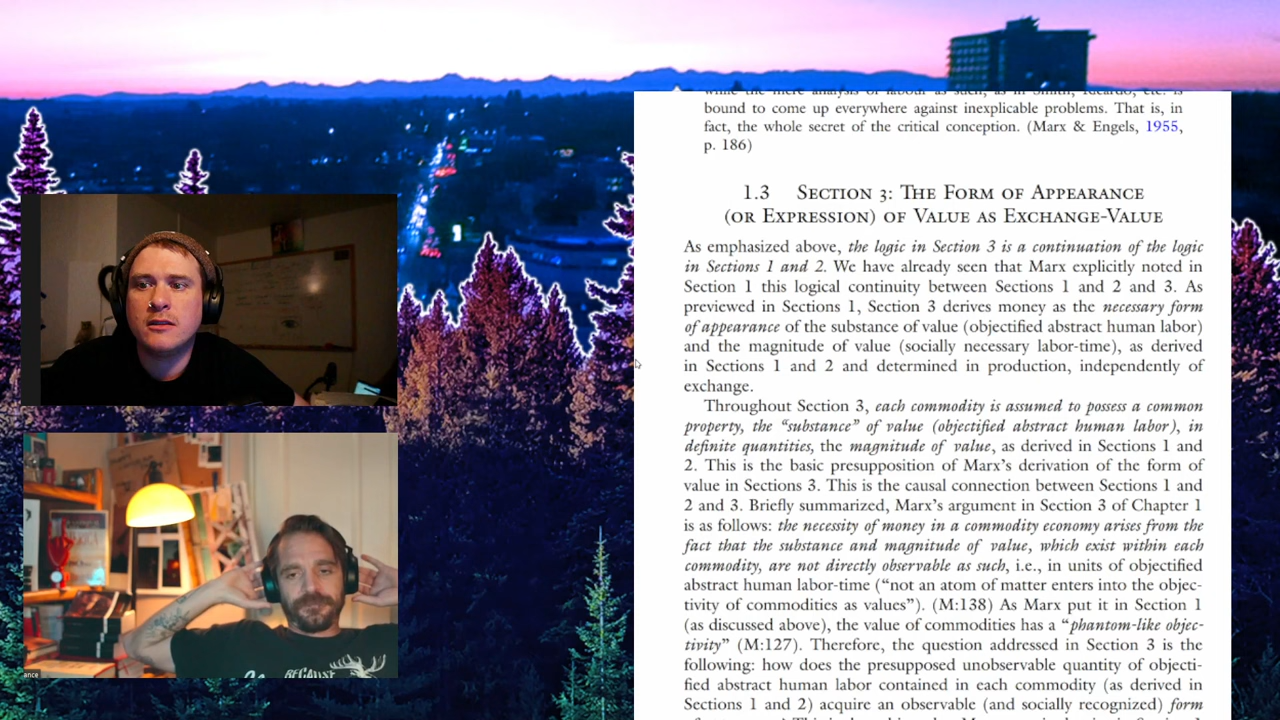 while the mere analysis of labour as such, as in Smith, Ricardo, etc. is
bound to come up everywhere against inexplicable problems. That is, in
fact, the whole secret of the critical conception. (Marx & Engels, 1955,
p. 186)
1.3 SECTION 3: THE FORM OF APPEARANCE
(OR EXPRESSION) OF VALUE AS EXCHANGE-VALUE
As emphasized above, the logic in Section 3 is a continuation of the logic
in Sections 1 and 2. We have already seen that Marx explicitly noted in
Section 1 this logical continuity between Sections 1 and 2 and 3. As
previewed in Sections 1, Section 3 derives money as the necessary form
of appearance of the substance of value (objectified abstract human labor)
and the magnitude of value (socially necessary labor-time), as derived
in Sections 1 and 2 and determined in production, independently of
exchange.
Throughout Section 3, each commodity is assumed to possess a common
property, the “substance” of value (objectified abstract human labor), in
definite quantities, the magnitude of value, as derived in Sections 1 and
2. This is the basic presupposition of Marx’s derivation of the form of
value in Sections 3. This is the causal connection between Sections 1 and
2 and 3. Briefly summarized, Marx’s argument in Section 3 of Chapter 1
is as follows: the necessity of money in a commodity economy arises from the
fact that the substance and magnitude of value, which exist within each
commodity, are not directly observable as such, i.e., in units of objectified
abstract human labor-time (“not an atom of matter enters into the objec-
tivity of commodities as values”). (M:138) As Marx put it in Section 1
(as discussed above), the value of commodities has a “phantom-like objec-
tivity” (M:127). Therefore, the question addressed in Section 3 is the
following: how does the presupposed unobservable quantity of objecti-
fied abstract human labor contained in each commodity (as derived in
Sections 1 and 2) acquire an observable (and socially recognized) form
ance
BECAUSE